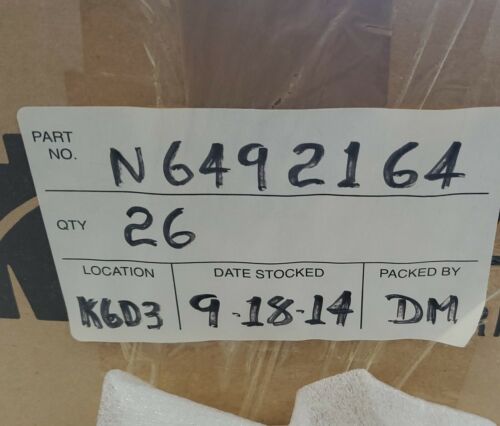 PART NO. N6492164
QTY 26
LOCATION DATE STOCKED PACKED BY
K6D3 9-18-14 DM